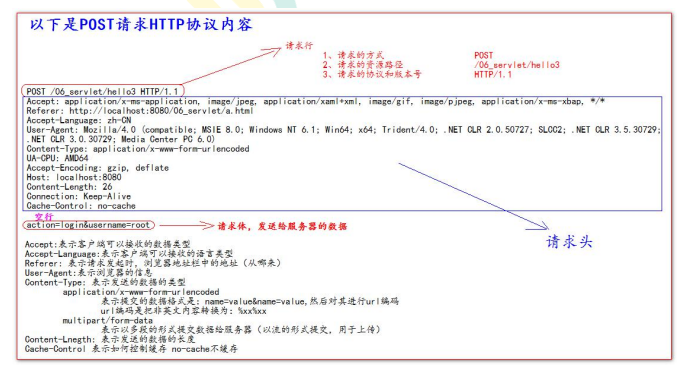 以下是POST请求HTTP协议内容
请求行
1、请求的方式 POST
2、请求的资源路径 /06_servlet/hello3
3、请求的协议和版本号 HTTP/1.1
POST /06_servlet/hello3 HTTP/1.1
Accept: application/x-ms-application, image/jpeg, application/xaml+xml, image/gif, image/pjpeg, application/x-ms-xbap, */*
Referer: http://localhost:8080/06_servlet/a.html
Accept-Language: zh-CN
User-Agent: Mozilla/4.0 (compatible; MSIE 8.0; Windows NT 6.1; Win64; x64; Trident/4.0; .NET CLR 2.0.50727; SLCC2; .NET CLR 3.5.30729;
.NET CLR 3.0.30729; Media Center PC 6.0)
Content-Type: application/x-www-form-urlencoded
UA-CPU: AMD64
Accept-Encoding: gzip, deflate
Host: localhost:8080
Content-Length: 26
Connection: Keep-Alive
Cache-Control: no-cache
空行
action=login&username=root
请求体，发送给服务器的数据
请求头
Accept:表示客户端可以接收的数据类型
Accept-Language:表示客户端可以接收的语言类型
Referer: 表示请求发起时，浏览器地址栏中的地址（从哪来）
User-Agent:表示浏览器的信息
Content-Type: 表示发送的数据的类型
application/x-www-form-urlencoded
表示提交的数据格式是: name=value&name=value,然后对其进行url编码
url编码是把非英文内容转换为: %xx%xx
multipart/form-data
表示以多段的形式提交数据给服务器（以流的形式提交，用于上传）
Content-Lnegth: 表示发送的数据的长度
Cache-Control 表示如何控制缓存 no-cache不缓存